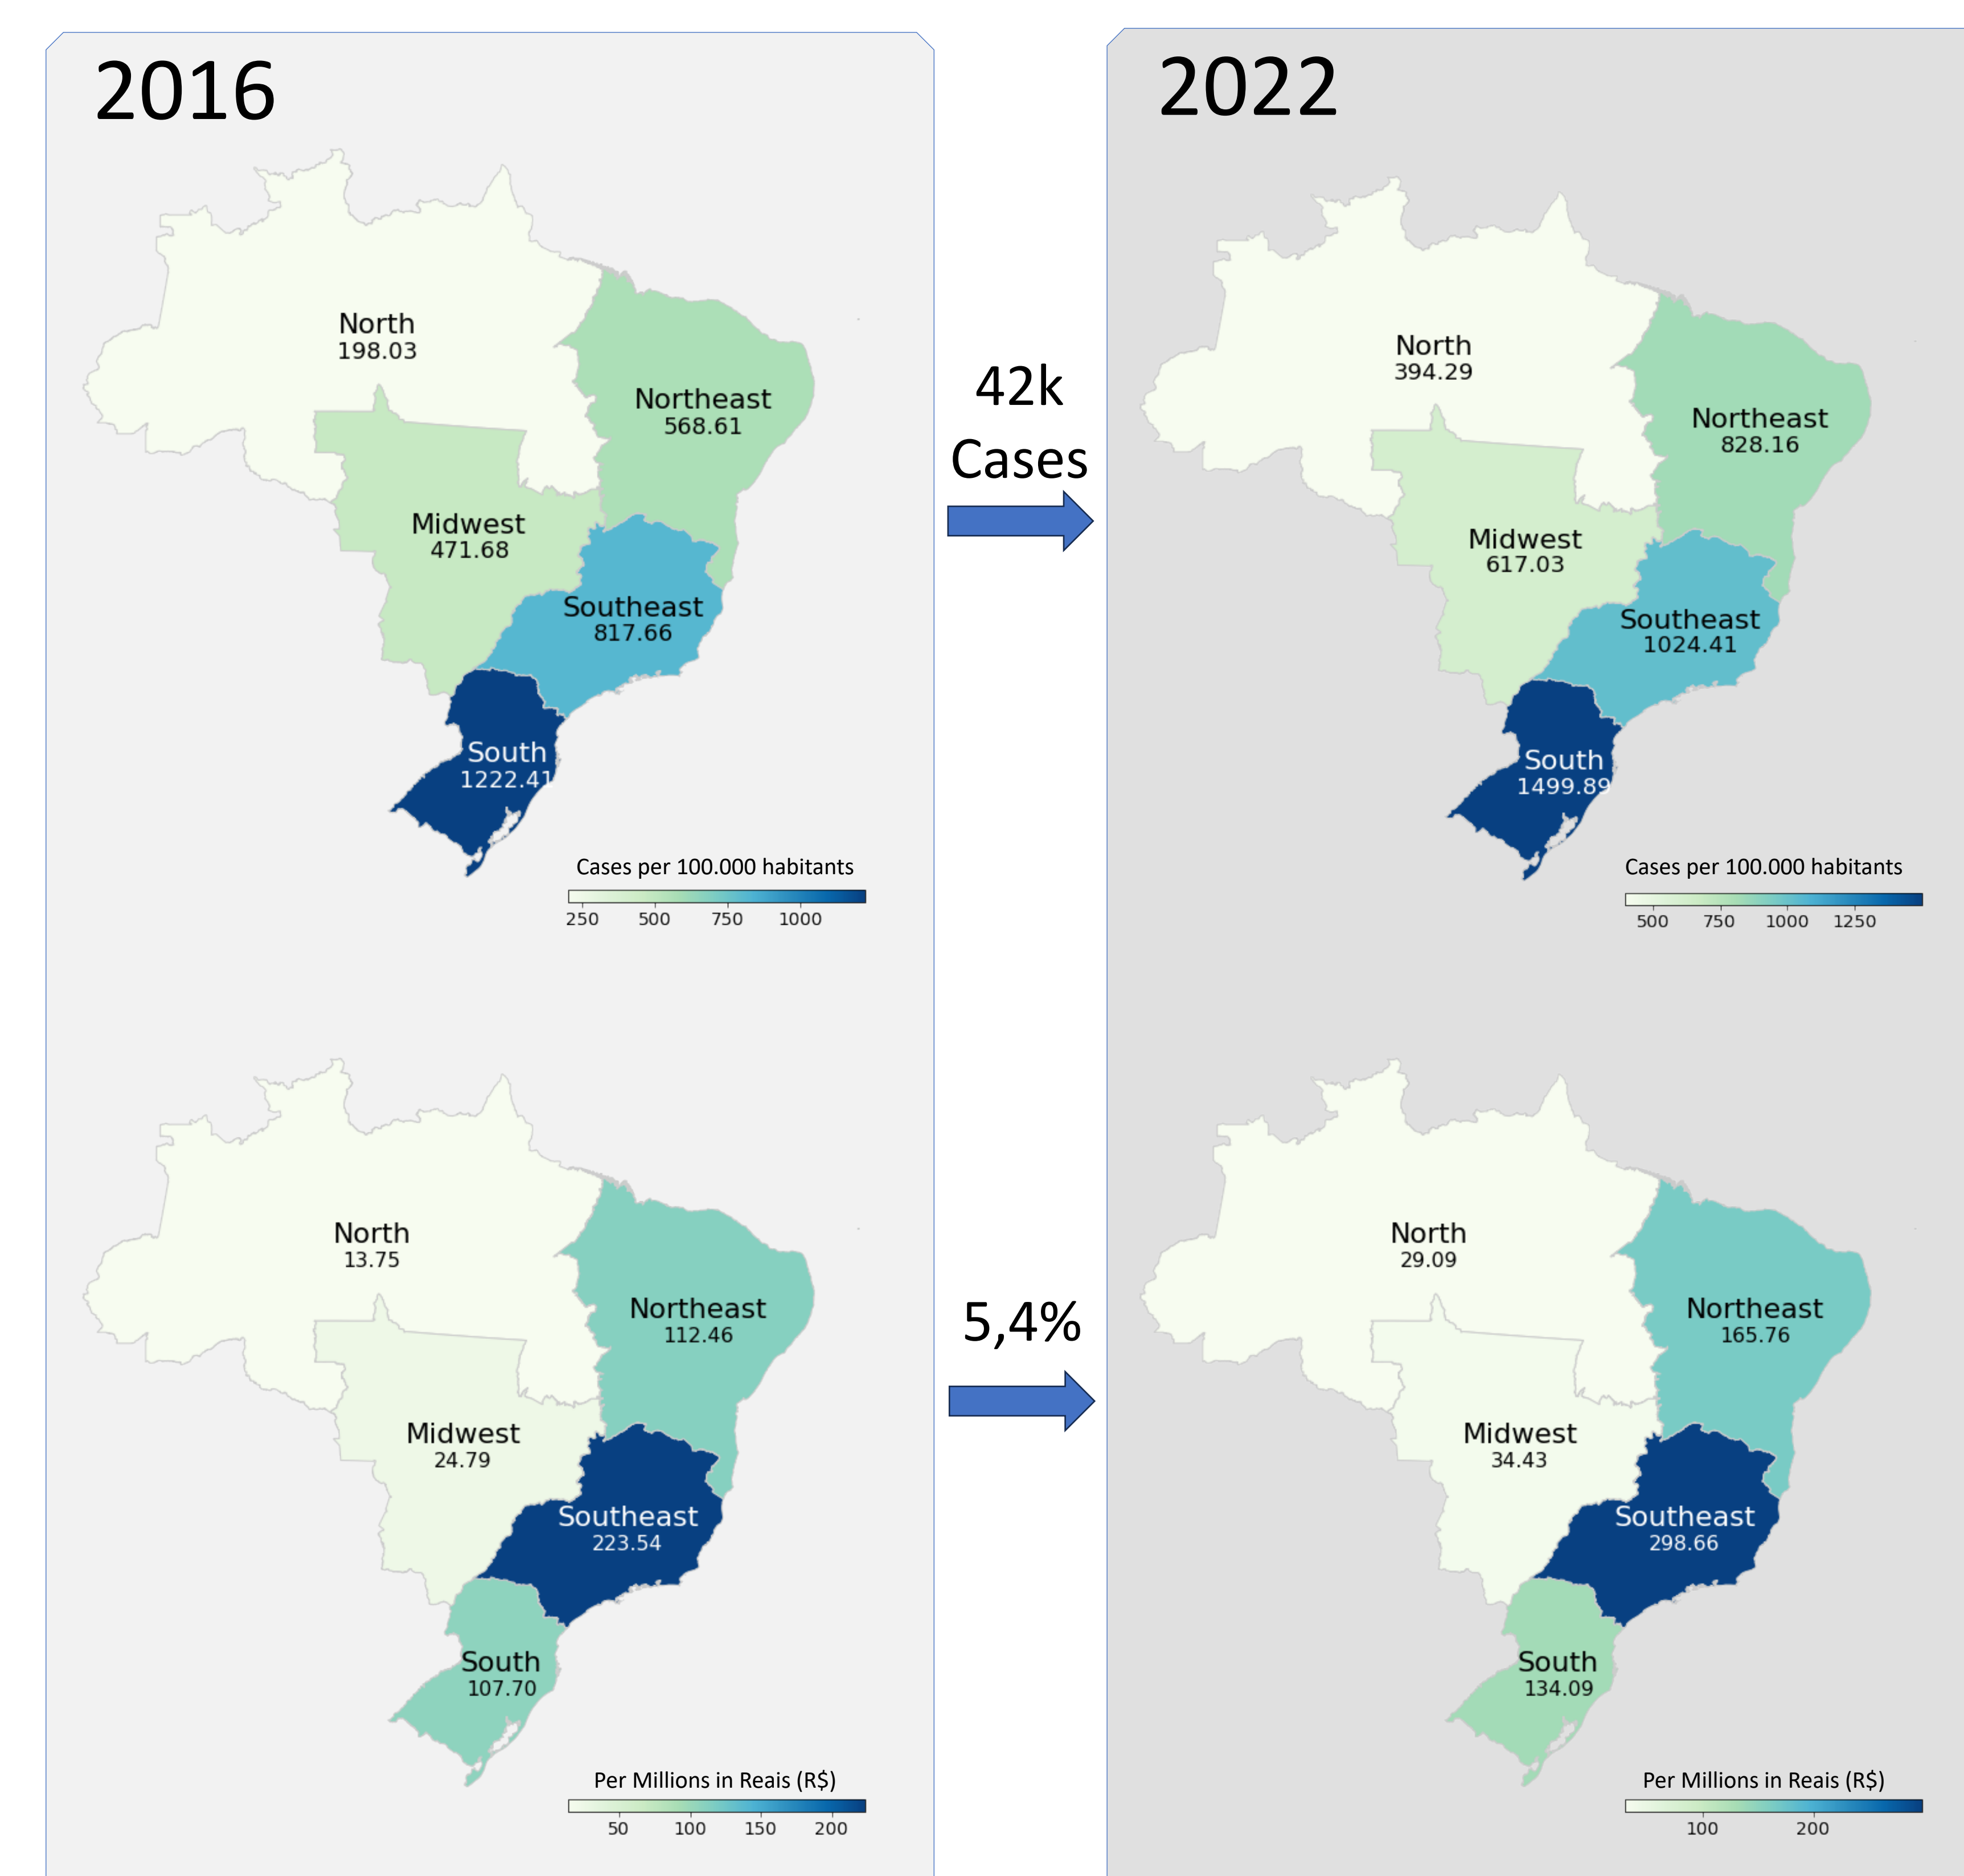 2016
North
198.03
Northeast
568.61
Midwest
471.68
Southeast
817.66
South
1222.41
Cases per 100.000 habitants
250 500 750 1000
42k
Cases
2022
North
394.29
Northeast
828.16
Midwest
617.03
Southeast
1024.41
South
1499.89
Cases per 100.000 habitants
500 750 1000 1250
North
13.75
Northeast
112.46
Midwest
24.79
Southeast
223.54
South
107.70
Per Millions in Reais (R$)
50 100 150 200
5,4%
North
29.09
Northeast
165.76
Midwest
34.43
Southeast
298.66
South
134.09
Per Millions in Reais (R$)
100 200